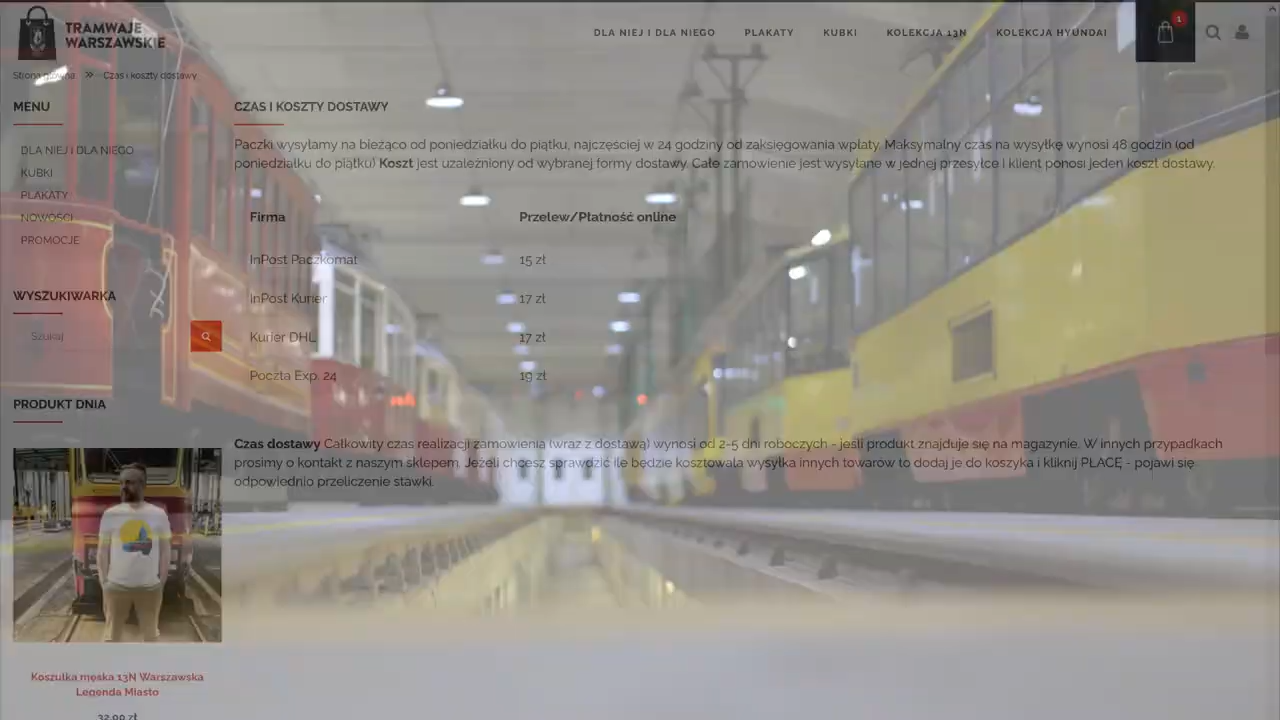 TRAMWAJE
WARSZAWSKIE
DLA NIEJ I DLA NIEGO
PLAKATY
KUBKI
KOLEKCJA 13N
KOLEKCJA HYUNDAI
1
Strona główna » Czas i koszty dostawy
MENU
DLA NIEJ I DLA NIEGO
KUBKI
PLAKATY
NOWOŚCI
PROMOCJE
WYSZUKIWARKA
Szukaj
PRODUKT DNIA
Koszulka męska 13N Warszawska
Legenda Miasto
32,00 zł
CZAS I KOSZTY DOSTAWY
Paczki wysyłamy na bieżąco od poniedziałku do piątku, najczęściej w 24 godziny od zaksięgowania wpłaty. Maksymalny czas na wysyłkę wynosi 48 godzin (od
poniedziałku do piątku) Koszt jest uzależniony od wybranej formy dostawy. Całe zamowienie jest wysyłane w jednej przesyłce i klient ponosi jeden koszt dostawy.
Firma Przelew/Płatność online
InPost Paczkomat 15 zł
InPost Kurier 17 zł
Kurier DHL 17 zł
Poczta Exp. 24 19 zł
Czas dostawy Całkowity czas realizacji zamowienia (wraz z dostawą) wynosi od 2-5 dni roboczych - jeśli produkt znajduje się na magazynie. W innych przypadkach
prosimy o kontakt z naszym sklepem. Jeżeli chcesz sprawdzić ile będzie kosztowała wysyłka innych towarow to dodaj je do koszyka i kliknij PŁACĘ - pojawi się
odpowiednio przeliczenie stawki.